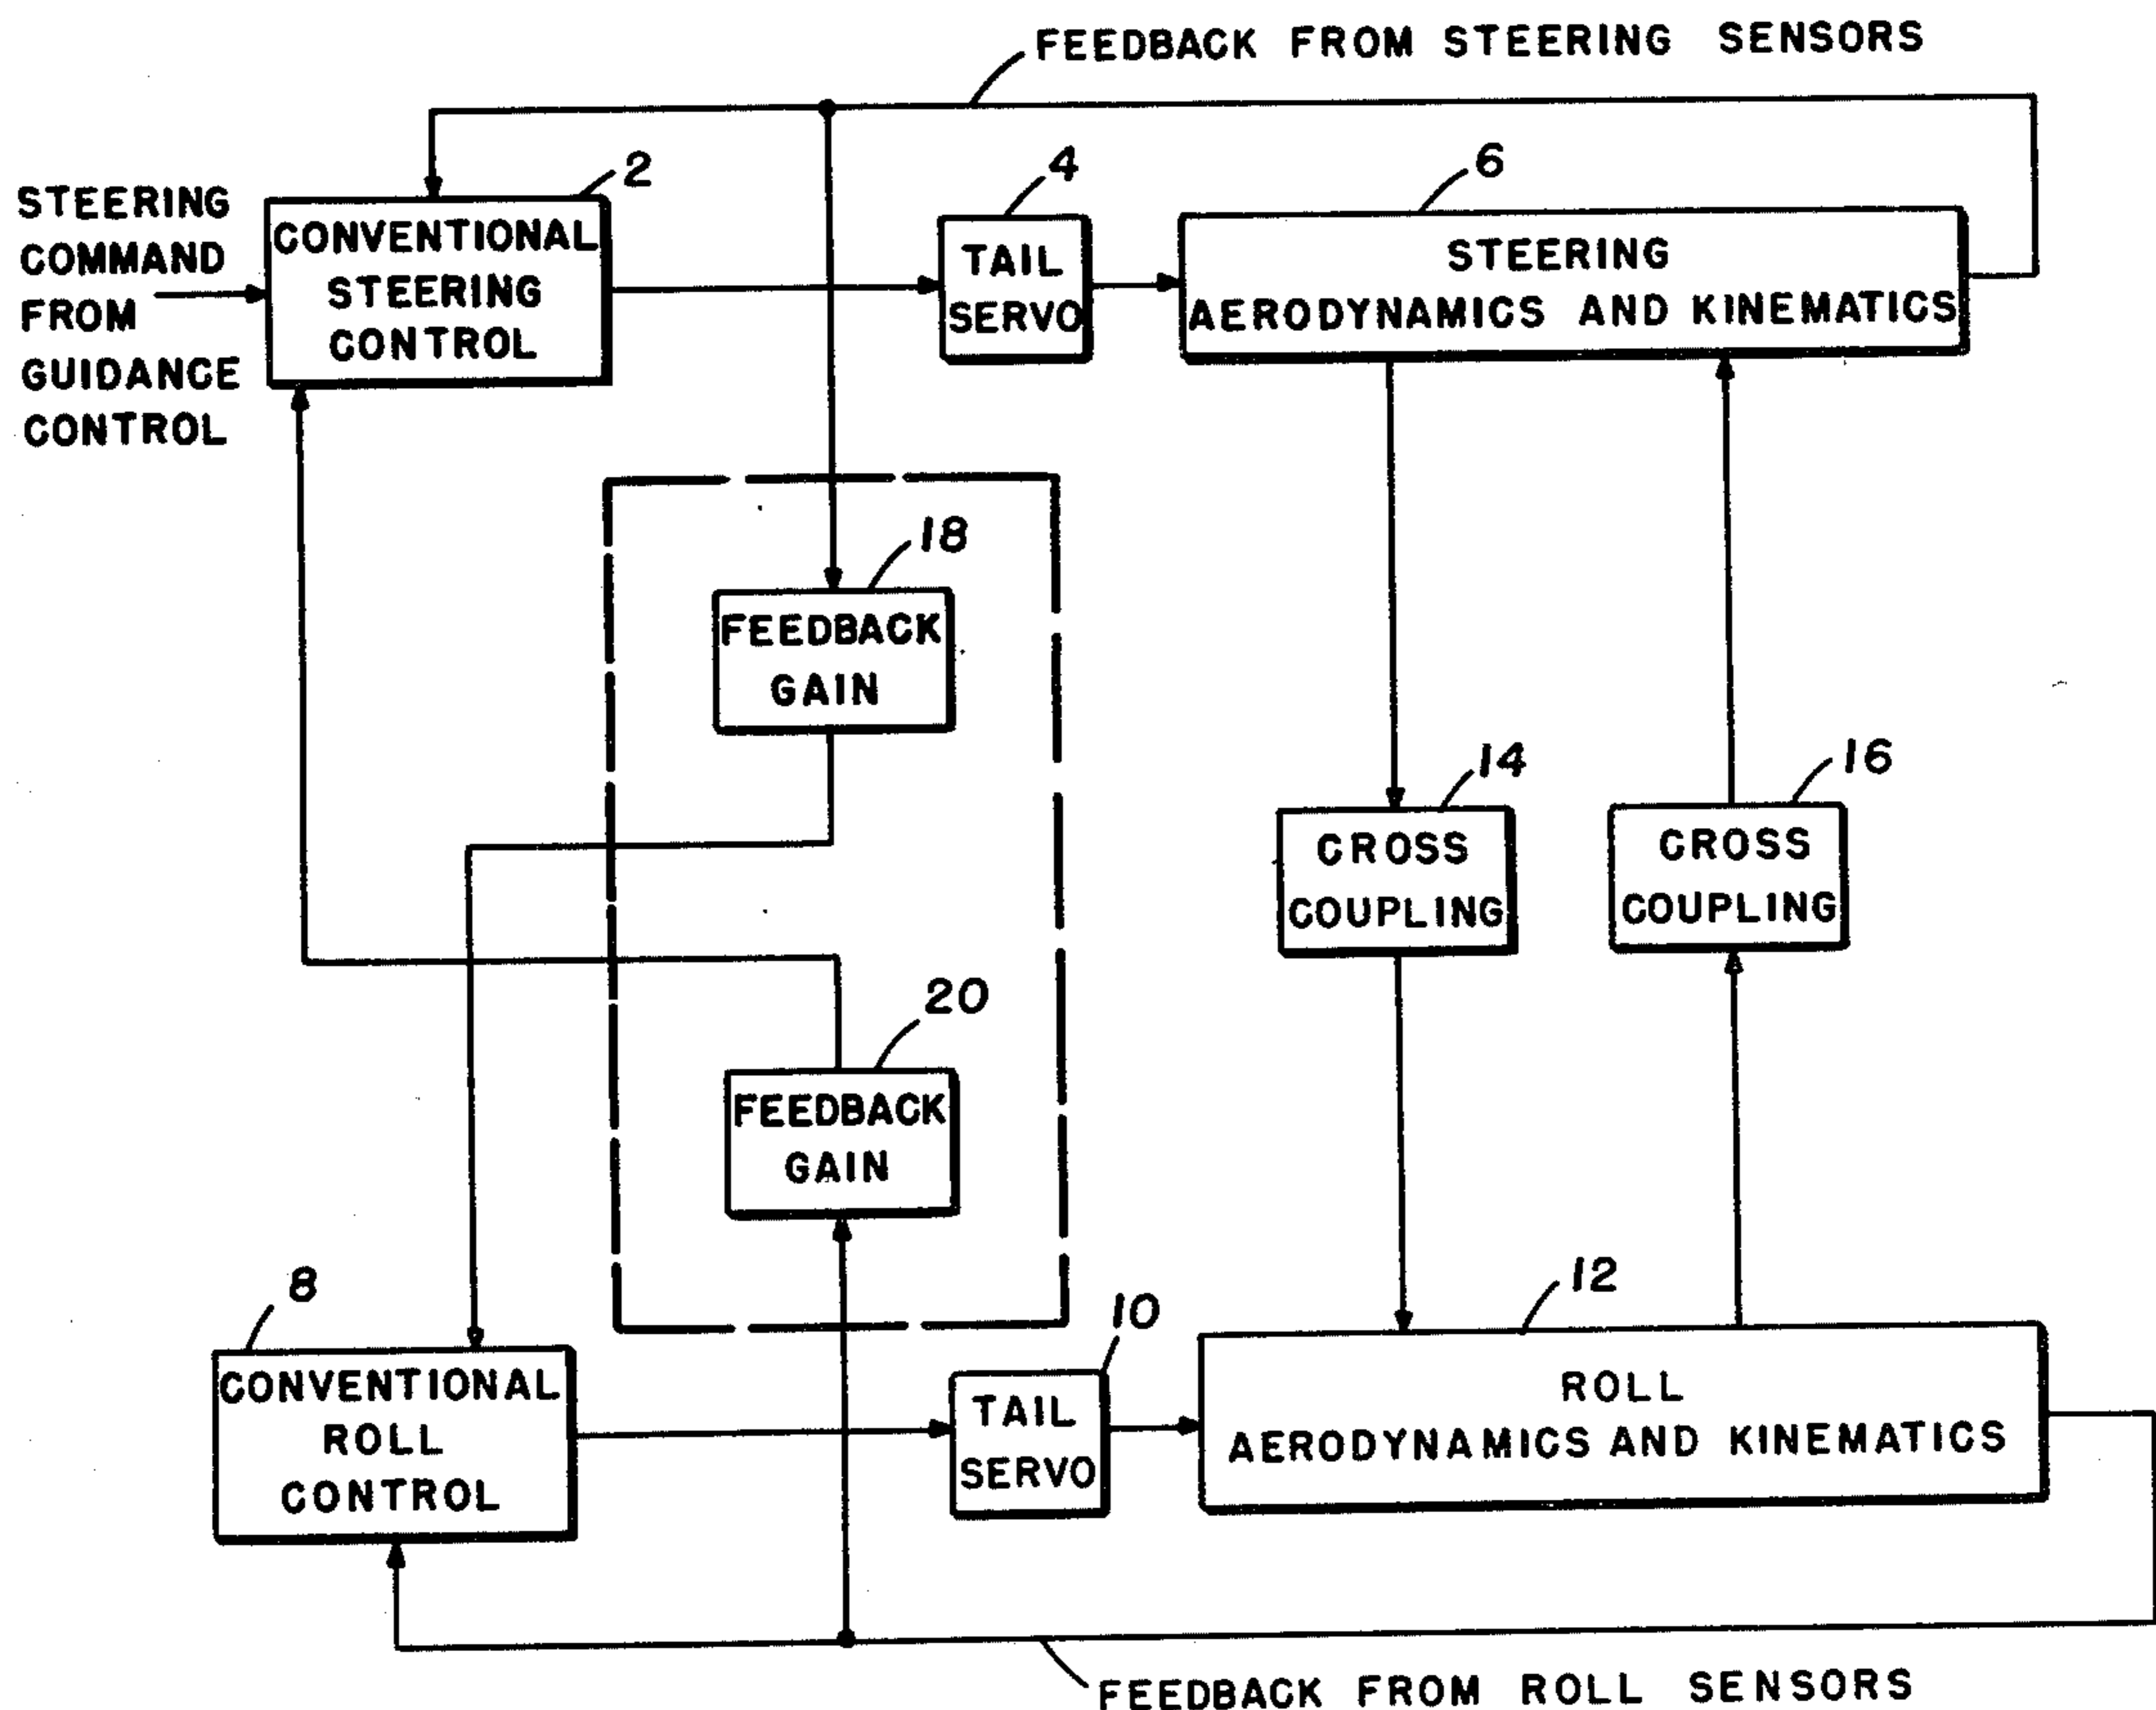 FEEDBACK FROM STEERING SENSORS
STEERING
COMMAND
FROM
GUIDANCE
CONTROL
2
CONVENTIONAL
STEERING
CONTROL
4
TAIL
SERVO
6
STEERING
AERODYNAMICS AND KINEMATICS
18
FEEDBACK
GAIN
14
CROSS
COUPLING
16
CROSS
COUPLING
20
FEEDBACK
GAIN
8
CONVENTIONAL
ROLL
CONTROL
10
TAIL
SERVO
12
ROLL
AERODYNAMICS AND KINEMATICS
FEEDBACK FROM ROLL SENSORS